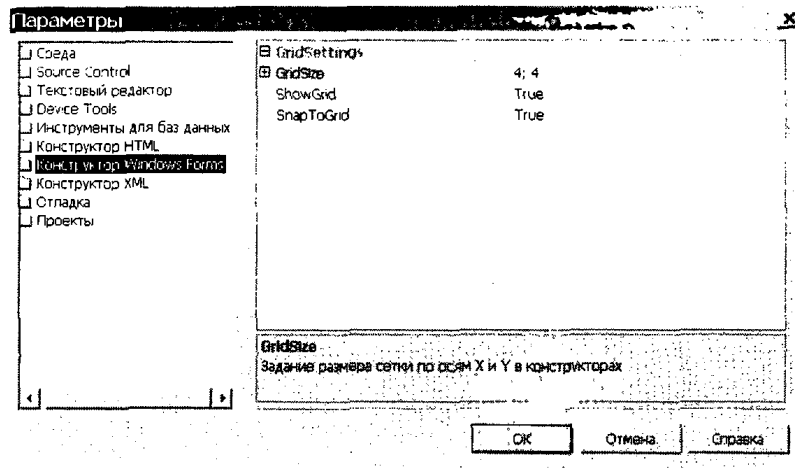 Параметры
Среда
Source Control
Текстовый редактор
Device Tools
Инструменты для баз данных
Конструктор HTML
Конструктор Windows Forms
Конструктор XML
Отладка
Проекты
GridSettings
GridSize 4; 4
ShowGrid True
SnapToGrid True
GridSize
Задание размера сетки по осям X и Y в конструкторах
OK Отмена Справка